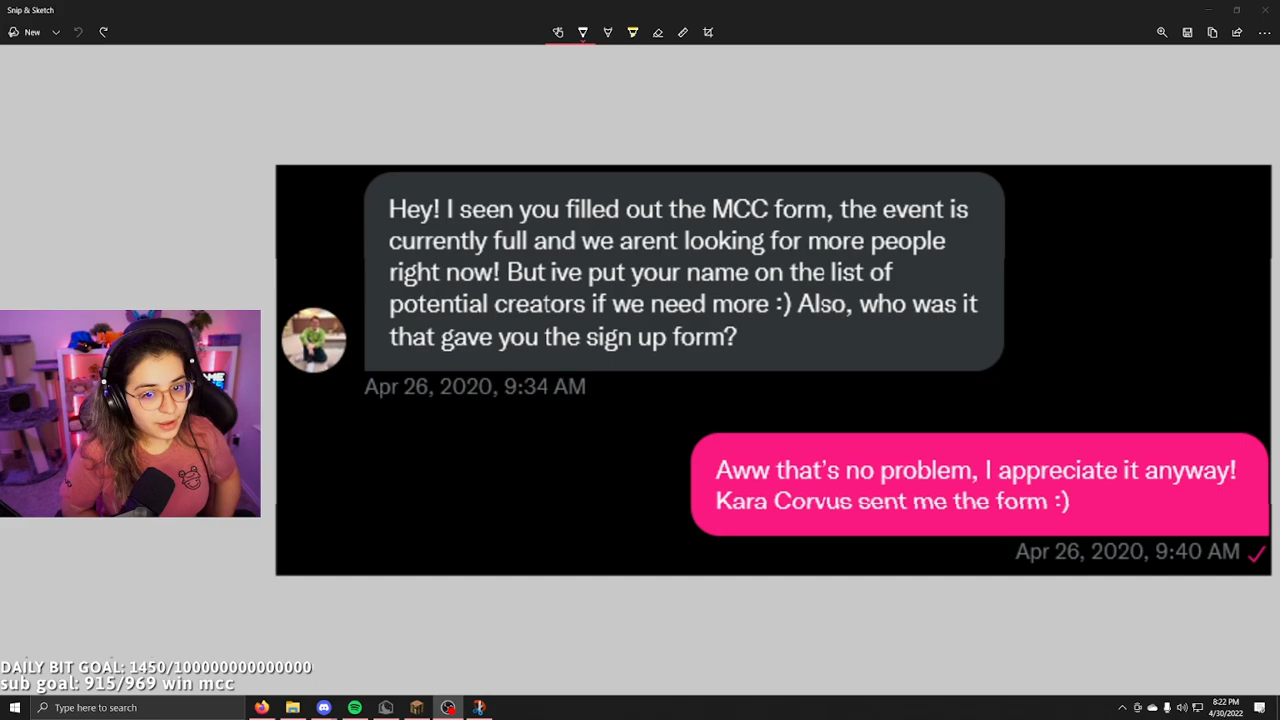 Snip & Sketch
New
Hey! I seen you filled out the MCC form, the event is
currently full and we arent looking for more people
right now! But ive put your name on the list of
potential creators if we need more :) Also, who was it
that gave you the sign up form?
Apr 26, 2020, 9:34 AM
Aww that's no problem, I appreciate it anyway!
Kara Corvus sent me the form :)
Apr 26, 2020, 9:40 AM
DAILY BIT GOAL: 1450/100000000000000
sub goal: 915/969 win mcc
Type here to search
8:22 PM
4/30/2022